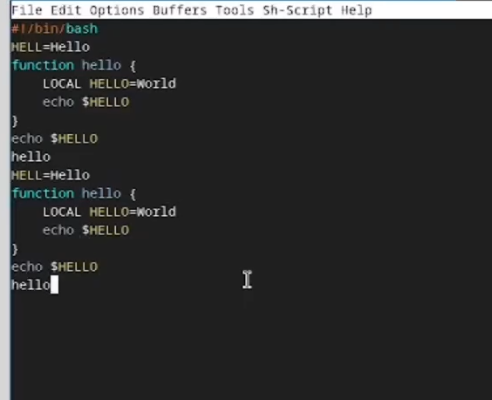 File Edit Options Buffers Tools Sh-Script Help
#!/bin/bash
HELL=Hello
function hello {
    LOCAL HELLO=World
    echo $HELLO
}
echo $HELLO
hello
HELL=Hello
function hello {
    LOCAL HELLO=World
    echo $HELLO
}
echo $HELLO
hello